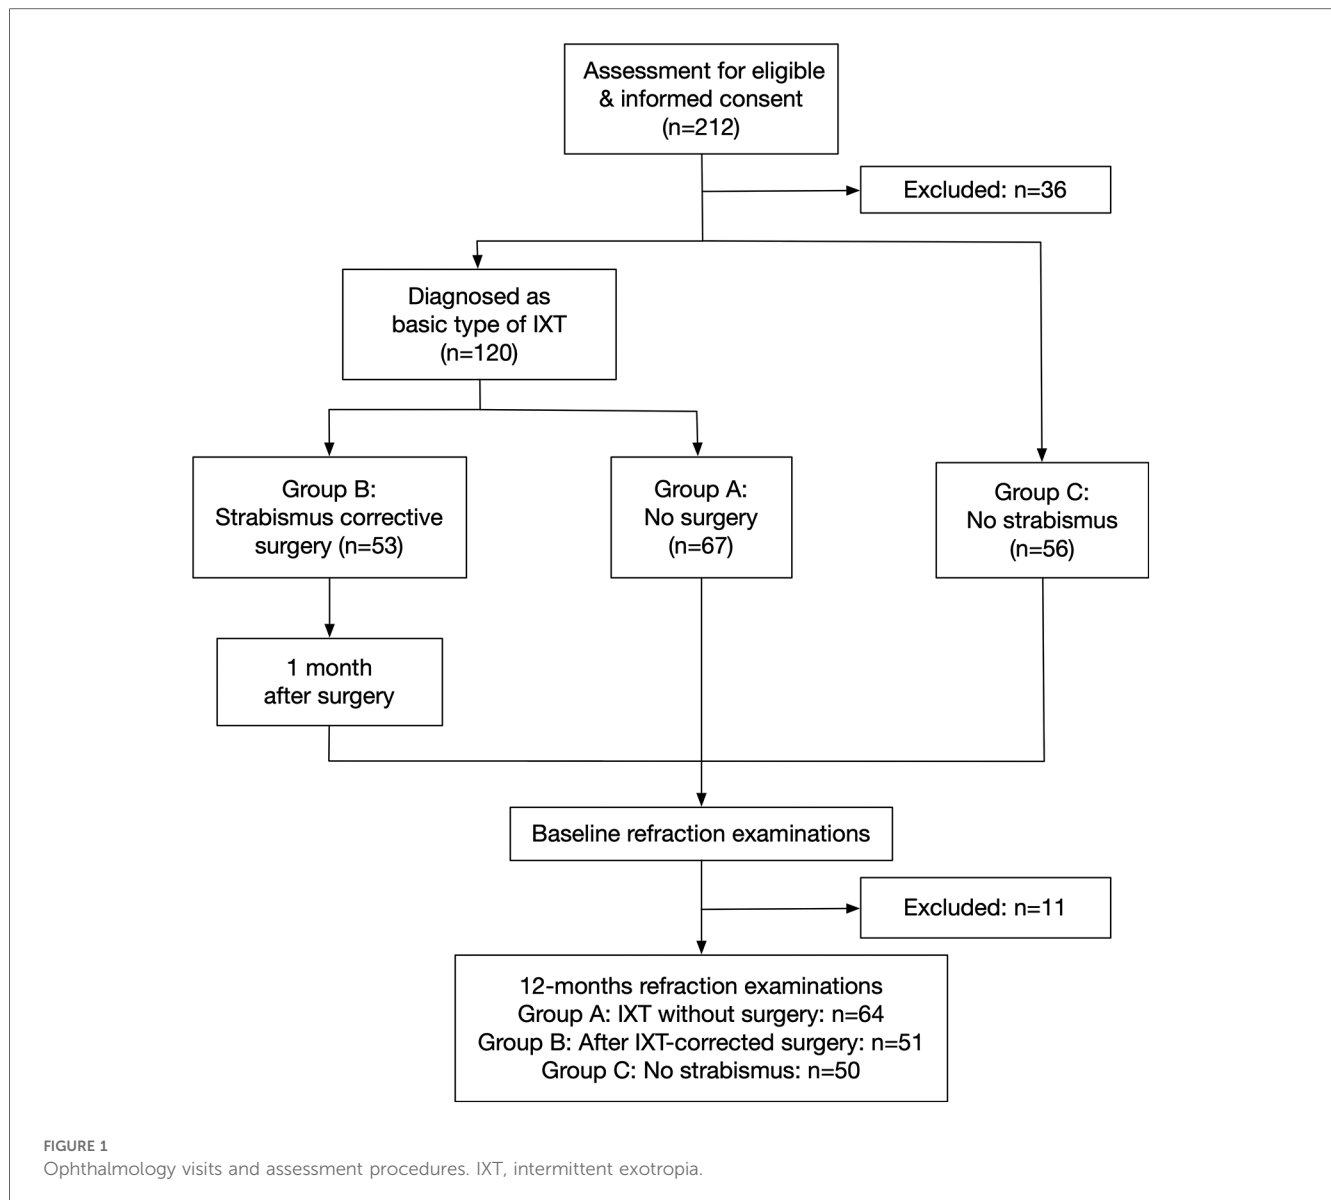 Assessment for eligible
& informed consent
(n=212)
Excluded: n=36
Diagnosed as
basic type of IXT
(n=120)
Group B:
Strabismus corrective
surgery (n=53)
Group A:
No surgery
(n=67)
Group C:
No strabismus
(n=56)
1 month
after surgery
Baseline refraction examinations
Excluded: n=11
12-months refraction examinations
Group A: IXT without surgery: n=64
Group B: After IXT-corrected surgery: n=51
Group C: No strabismus: n=50
FIGURE 1
Ophthalmology visits and assessment procedures. IXT, intermittent exotropia.